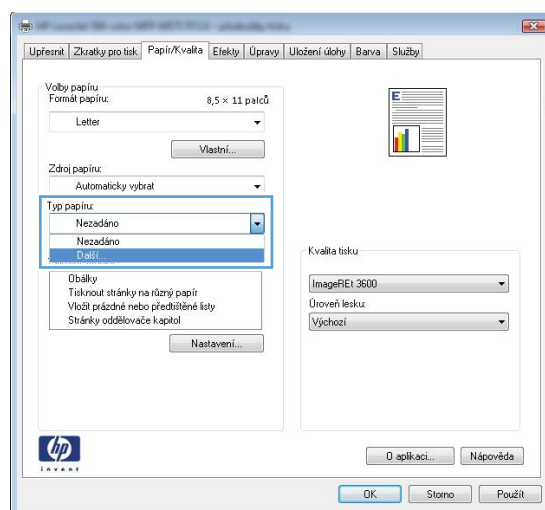 Upřesnit Zkratky pro tisk Papír/Kvalita Efekty Úpravy Uložení úlohy Barva Služby
Volby papíru
Formát papíru:
8,5 × 11 palců
Letter
Vlastní...
Zdroj papíru:
Automaticky vybrat
Typ papíru:
Nezadáno
Nezadáno
Další...
Obálky
Tisknout stránky na různý papír
Vložit prázdné nebo předtištěné listy
Stránky oddělovače kapitol
Nastavení...
E
Kvalita tisku
ImageREt 3600
Úroveň lesku:
Výchozí
hp
invent
O aplikaci... Nápověda
OK Storno Použít